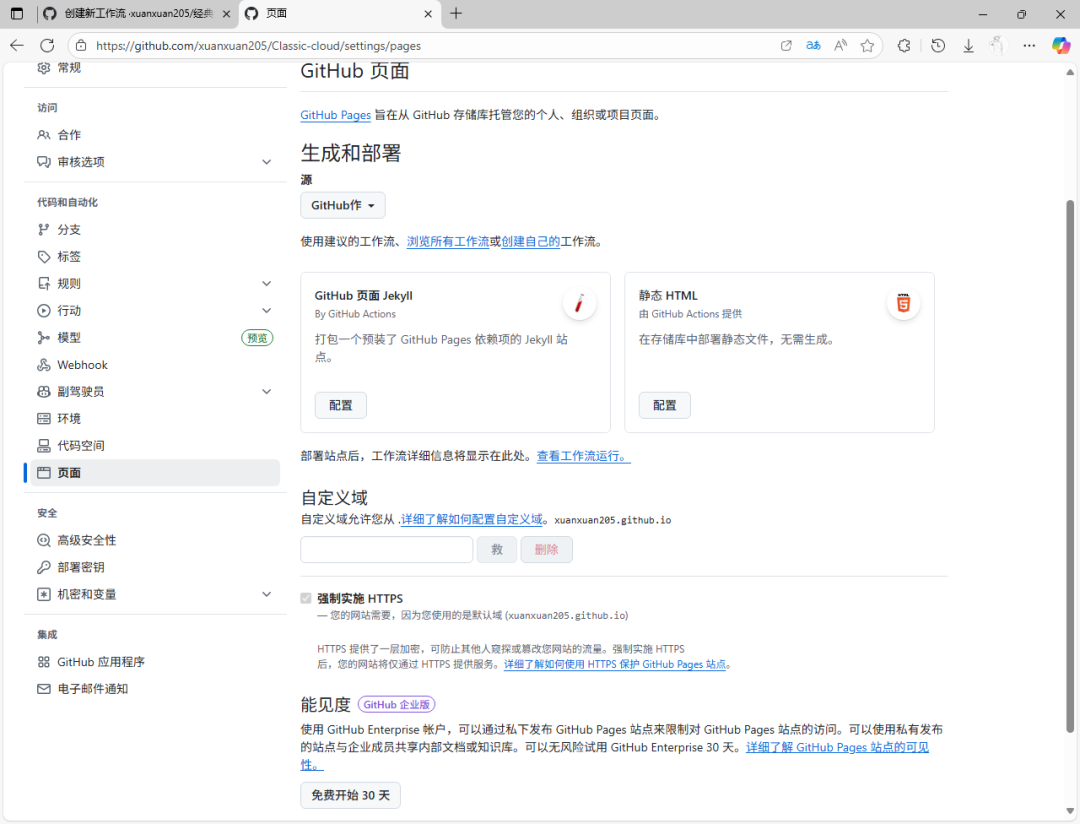 创建新工作流 ·xuanxuan205/经典
页面
https://github.com/xuanxuan205/Classic-cloud/settings/pages
常规
访问
合作
审核选项
代码和自动化
分支
标签
规则
行动
模型
预览
Webhook
副驾驶员
环境
代码空间
页面
安全
高级安全性
部署密钥
机密和变量
集成
GitHub 应用程序
电子邮件通知
GitHub 页面
GitHub Pages 旨在从 GitHub 存储库托管您的个人、组织或项目页面。
生成和部署
源
GitHub作
使用建议的工作流、浏览所有工作流或创建自己的工作流。
GitHub 页面 Jekyll
By GitHub Actions
打包一个预装了 GitHub Pages 依赖项的 Jekyll 站
点。
配置
静态 HTML
由 GitHub Actions 提供
在存储库中部署静态文件，无需生成。
配置
部署站点后，工作流详细信息将显示在此处。查看工作流运行。
自定义域
自定义域允许您从 .详细了解如何配置自定义域。xuanxuan205.github.io
救
删除
强制实施 HTTPS
— 您的网站需要，因为您使用的是默认域 (xuanxuan205.github.io)
HTTPS 提供了一层加密，可防止其他人窥探或篡改您网站的流量。强制实施 HTTPS
后，您的网站将仅通过 HTTPS 提供服务。详细了解如何使用 HTTPS 保护 GitHub Pages 站点。
能见度
GitHub 企业版
使用 GitHub Enterprise 帐户，可以通过私下发布 GitHub Pages 站点来限制对 GitHub Pages 站点的访问。可以使用私有发布
的站点与企业成员共享内部文档或知识库。可以无风险试用 GitHub Enterprise 30 天。详细了解 GitHub Pages 站点的可见
性。
免费开始 30 天